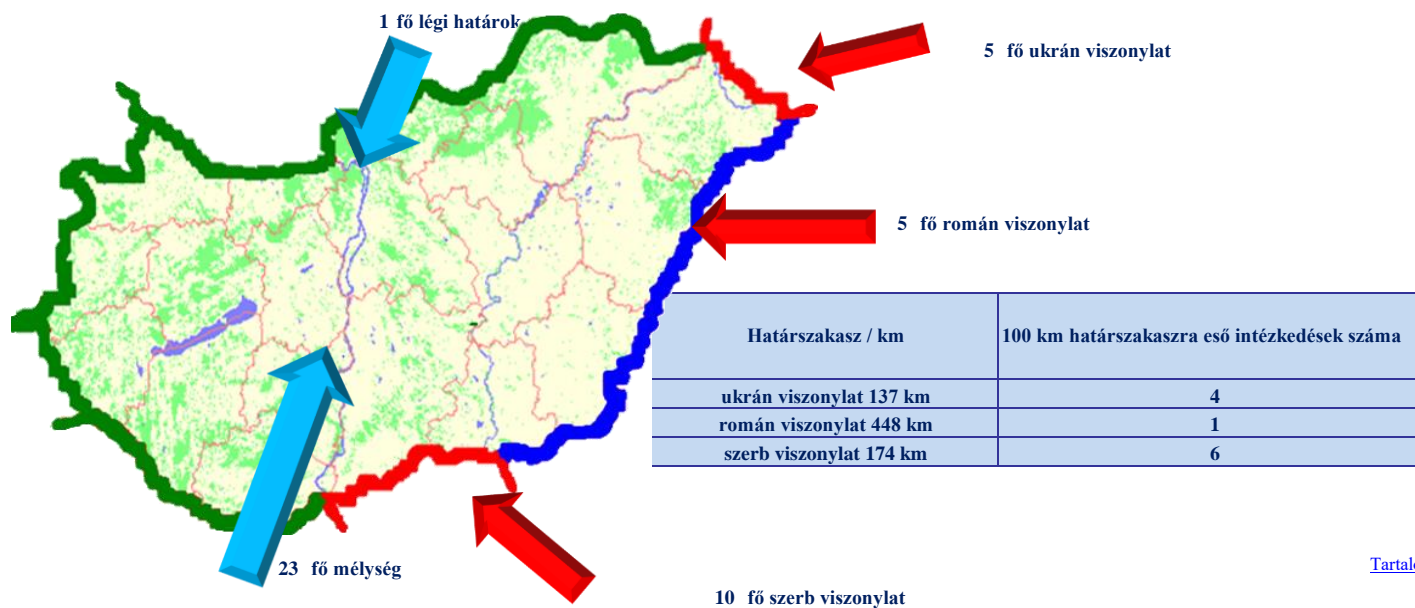 1 fő légi határok
5 fő ukrán viszonylat
5 fő román viszonylat
Határszakasz / km
100 km határszakaszra eső intézkedések száma
ukrán viszonylat 137 km
4
román viszonylat 448 km
1
szerb viszonylat 174 km
6
23 fő mélység
10 fő szerb viszonylat